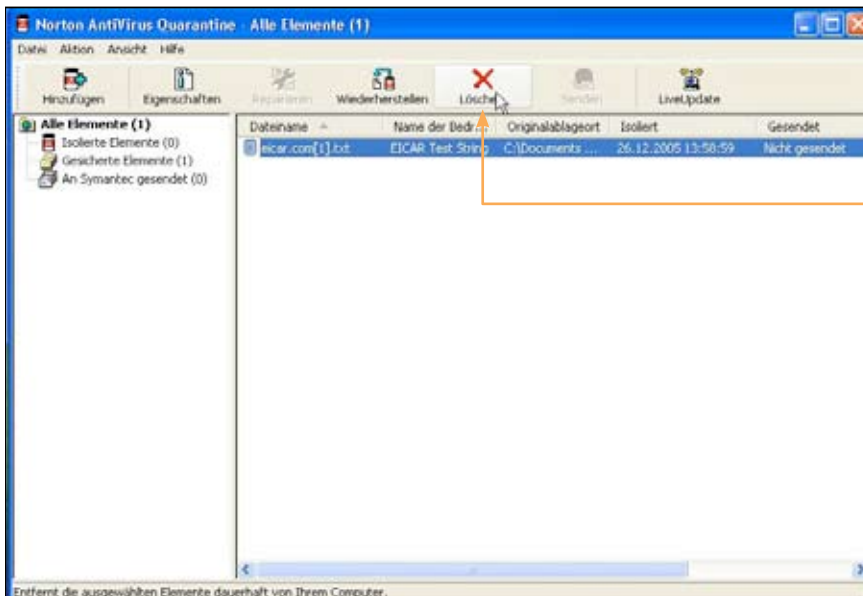 Norton AntiVirus Quarantine - Alle Elemente (1)
Datei Aktion Ansicht Hilfe
Hinzufügen Eigenschaften Reparieren Wiederherstellen Lösche Senden LiveUpdate
Alle Elemente (1)
Isolierte Elemente (0)
Gesicherte Elemente (1)
An Symantec gesendet (0)
Dateiname Name der Bedr... Originalablageort Isoliert Gesendet
eicar.com[1].txt EICAR Test String C:\Documents ... 26.12.2005 13:58:59 Nicht gesendet
Entfernt die ausgewählten Elemente dauerhaft von Ihrem Computer.